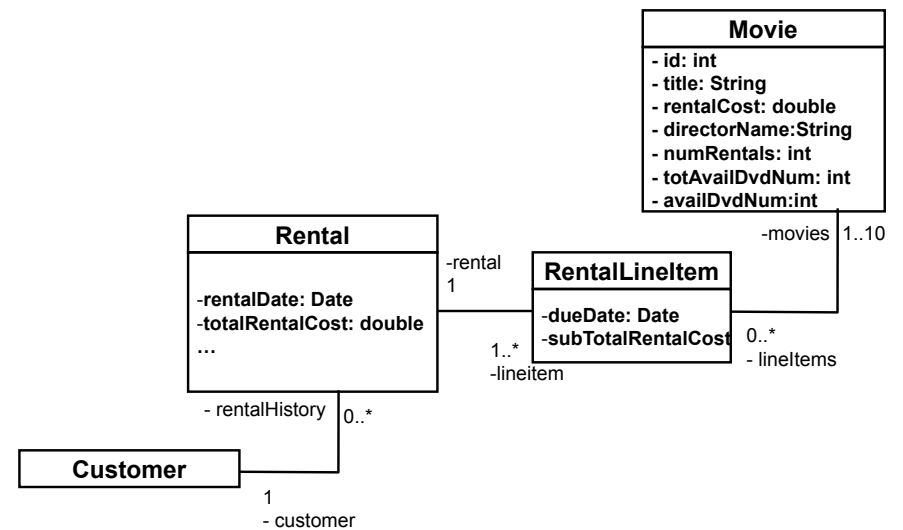 Movie
- id: int
- title: String
- rentalCost: double
- directorName:String
- numRentals: int
- totAvailDvdNum: int
- availDvdNum:int
-movies 1..10
Rental
-rentalDate: Date
-totalRentalCost: double
...
-rental
1
1..*
-lineitem
RentalLineItem
-dueDate: Date
-subTotalRentalCost
0..*
- lineItems
- rentalHistory 0..*
Customer
1
- customer